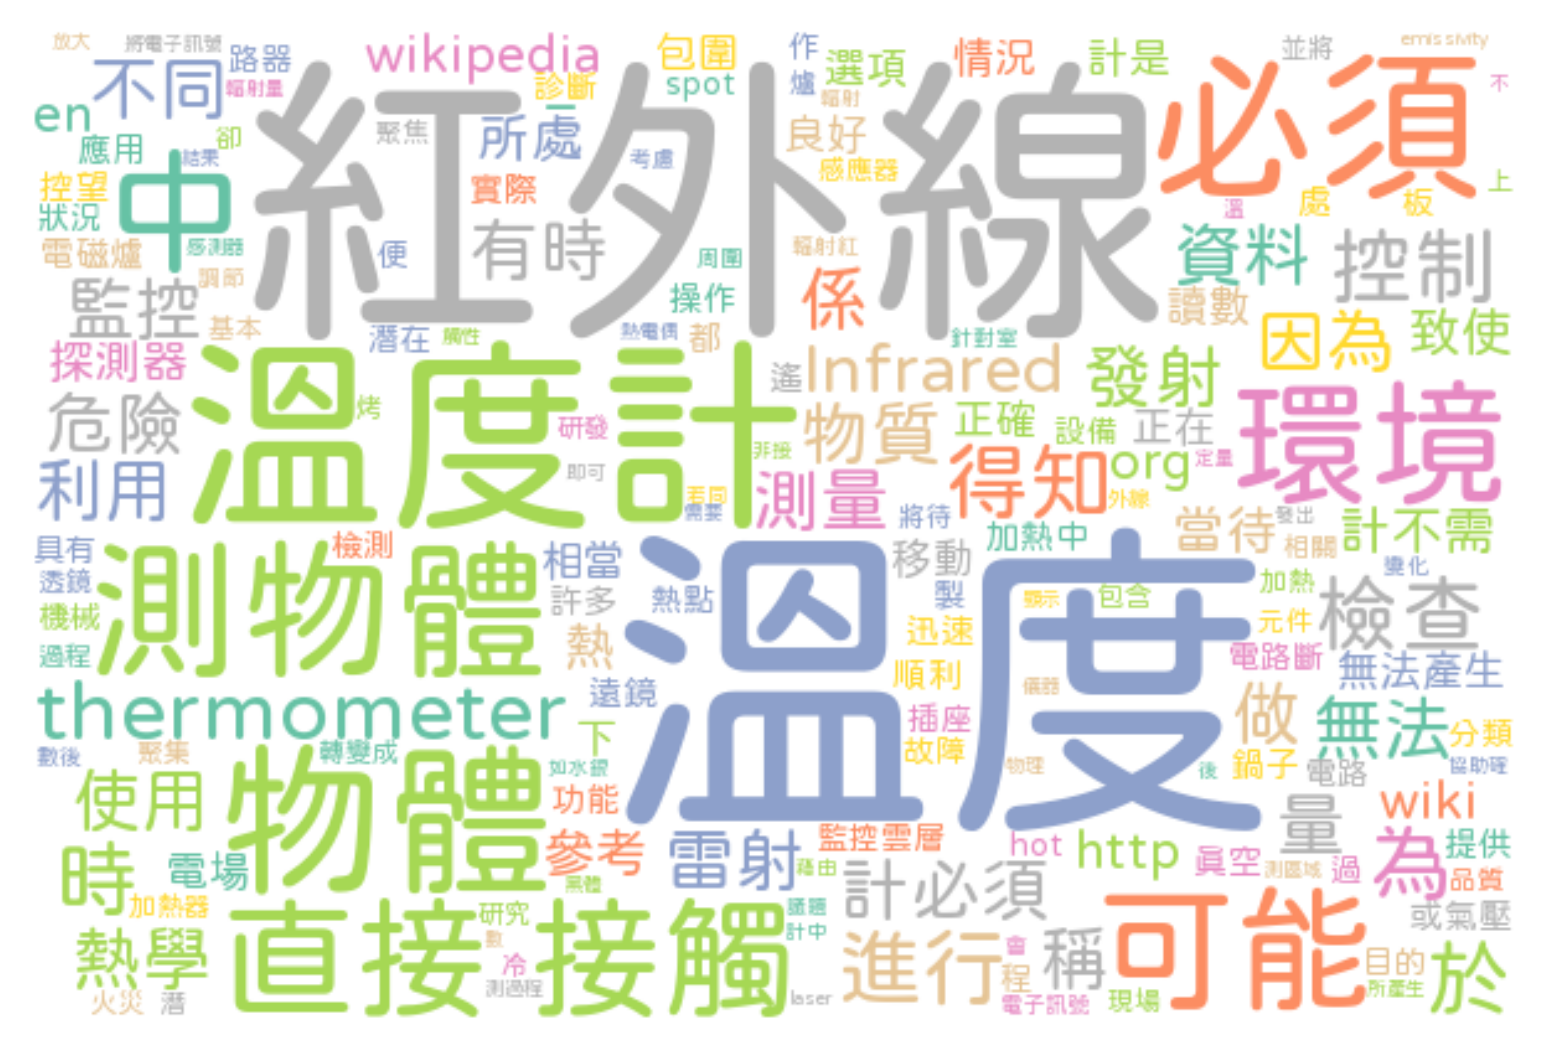 放大
將電子訊號
wikipedia
包圍
作
選項
情況
計是
並將
emissivity
不同
路器
輻射量
診斷
spot
爐
輻射
不
en
紅外線
必須
應用
卻
結果
聚焦
所處
考慮
良好
感應器
控望
狀況
中
實際
溫
處
板
上
電磁爐
感測器
調節
便
有時
周圍
輻射紅
資料
控制
監控
基本
潛在
觸性
操作
熱電偶
都
係
針對室
讀數
因為
致使
探測器
溫度計
遙
Infrared
發射
環境
危險
烤
研發
即可
非接
物質
正確
設備
正在
利用
若同
需要
測量
得知
org
定量
外線
將待
加熱中
當待
發出
相關
計不需
具有
透鏡
機械
過程
測物體
檢測
相當
許多
熱
熱點
溫度
移動
製
迅速
順利
顯示
包含
加熱
元件
變化
檢查
電路斷
無法產生
thermometer
遠鏡
下
儀器
插座
故障
做
無法
分類
數後
聚集
轉變成
如水銀
物理
後
鍋子
電路
協助確
使用
物體
功能
參考
雷射
監控雲層
hot
http
真空
量
測區域
過
wiki
為
提供
品質
時
電場
加熱器
黑體
藉由
計必須
可能
或氣壓
熱學
直接接觸
研究
數
冷
測過程
計中
laser
進行
會
程
稱
電子訊號
現場
目的
所產生
於
火災
潛